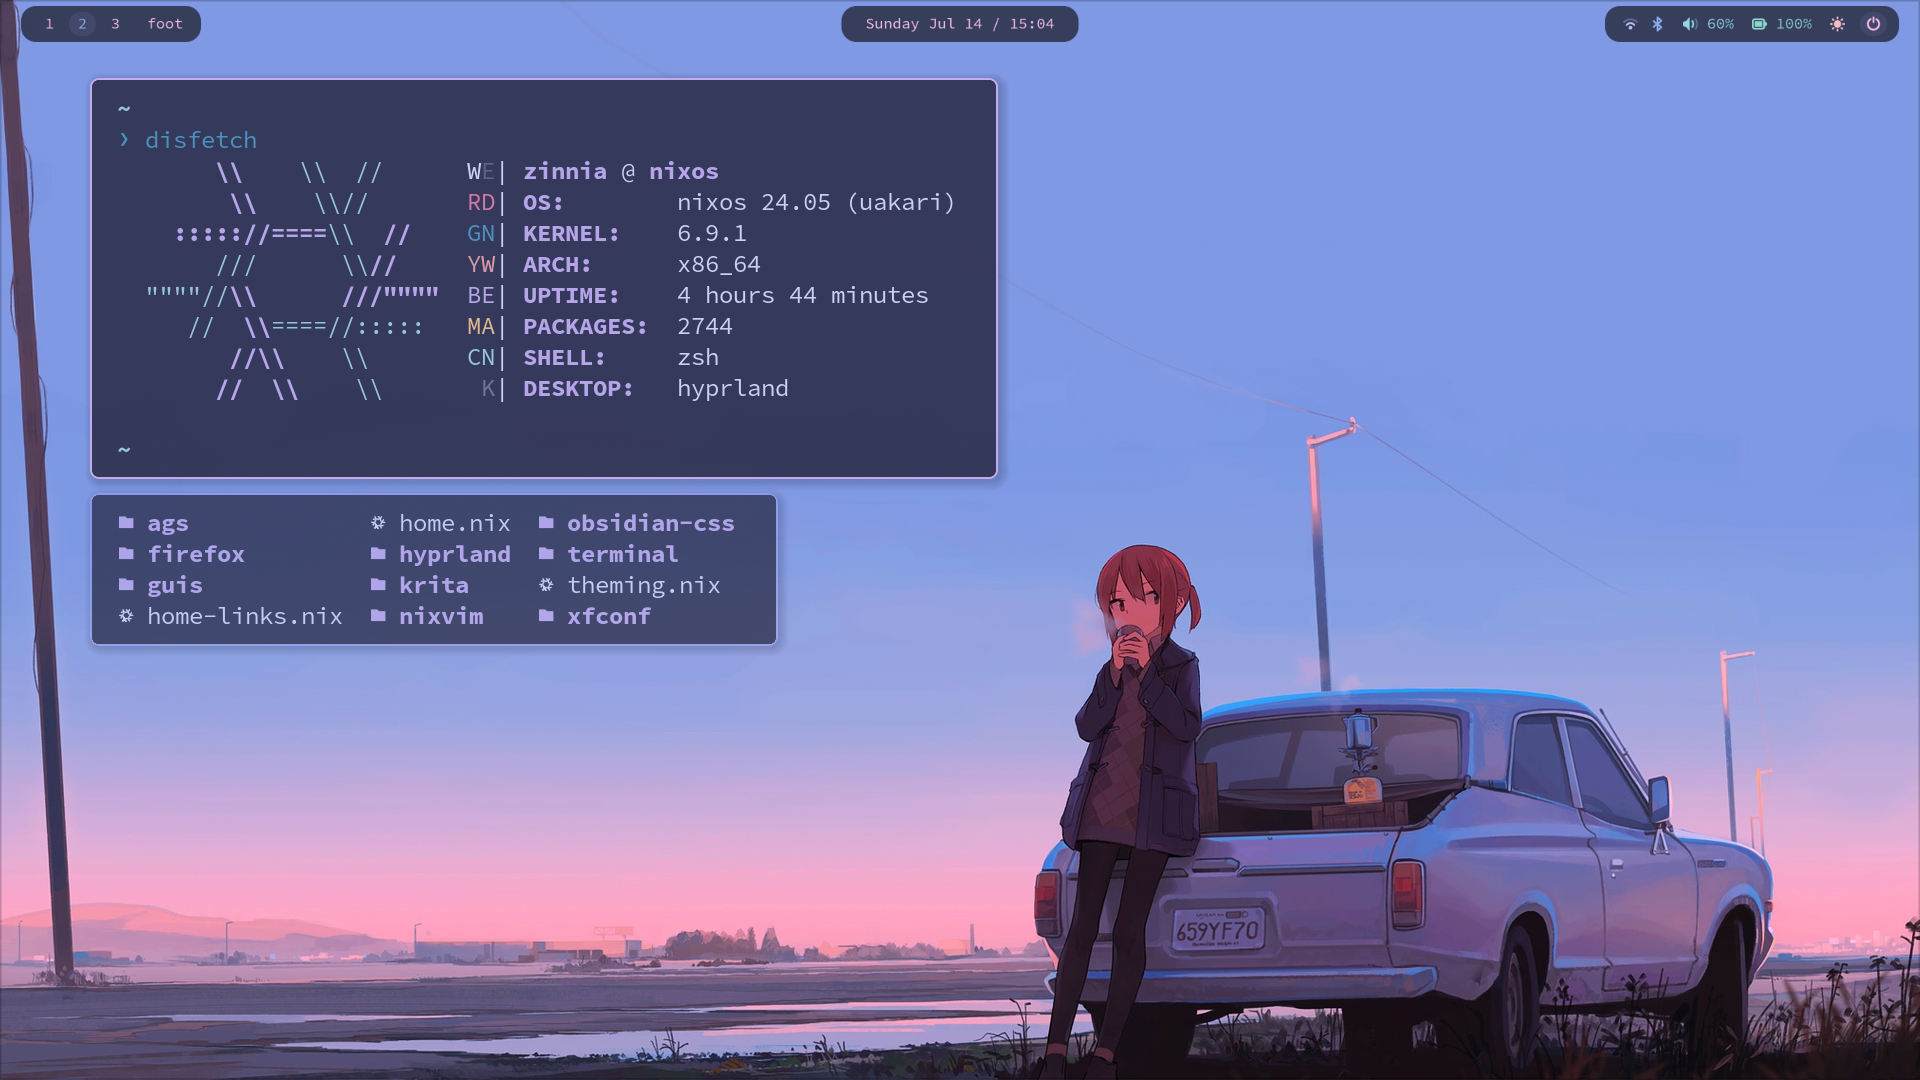 1 2 3 foot
Sunday Jul 14 / 15:04
60% 100%
~
❯ disfetch
WE| zinnia @ nixos
RD| OS: nixos 24.05 (uakari)
GN| KERNEL: 6.9.1
YW| ARCH: x86_64
BE| UPTIME: 4 hours 44 minutes
MA| PACKAGES: 2744
CN| SHELL: zsh
K| DESKTOP: hyprland
~
ags home.nix obsidian-css
firefox hyprland terminal
guis krita theming.nix
home-links.nix nixvim xfconf
659YF70